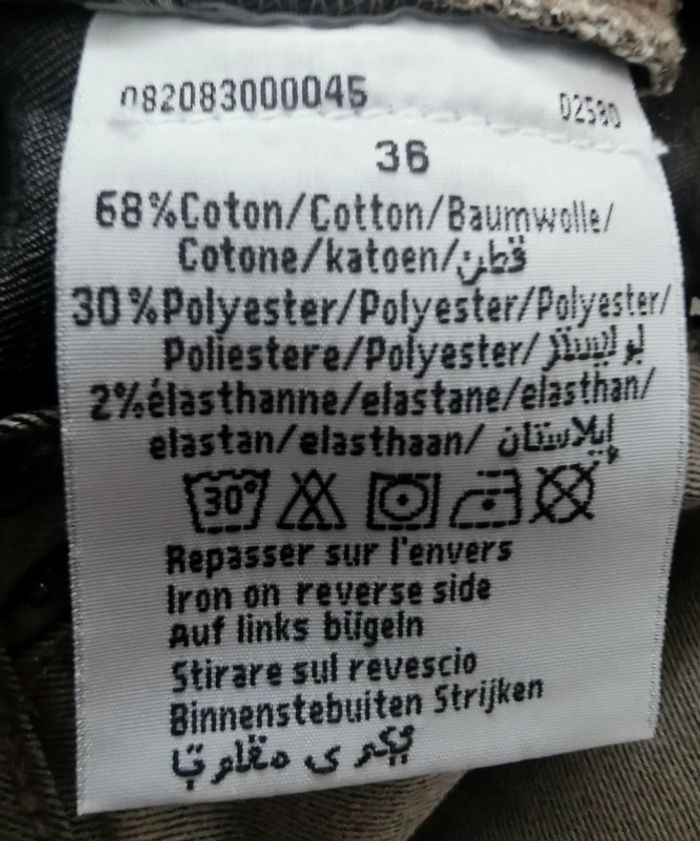 082083000045
02580
36
68%Coton/Cotton/Baumwolle/
Cotone/katoen/قطن
30%Polyester/Polyester/Polyester/
Poliestere/Polyester/بوليستر
2%élasthanne/elastane/elasthan/
elastan/elasthaan/إيلاستان
30°
Repasser sur l'envers
Iron on reverse side
Auf links bügeln
Stirare sul revescio
Binnenstebuiten Strijken